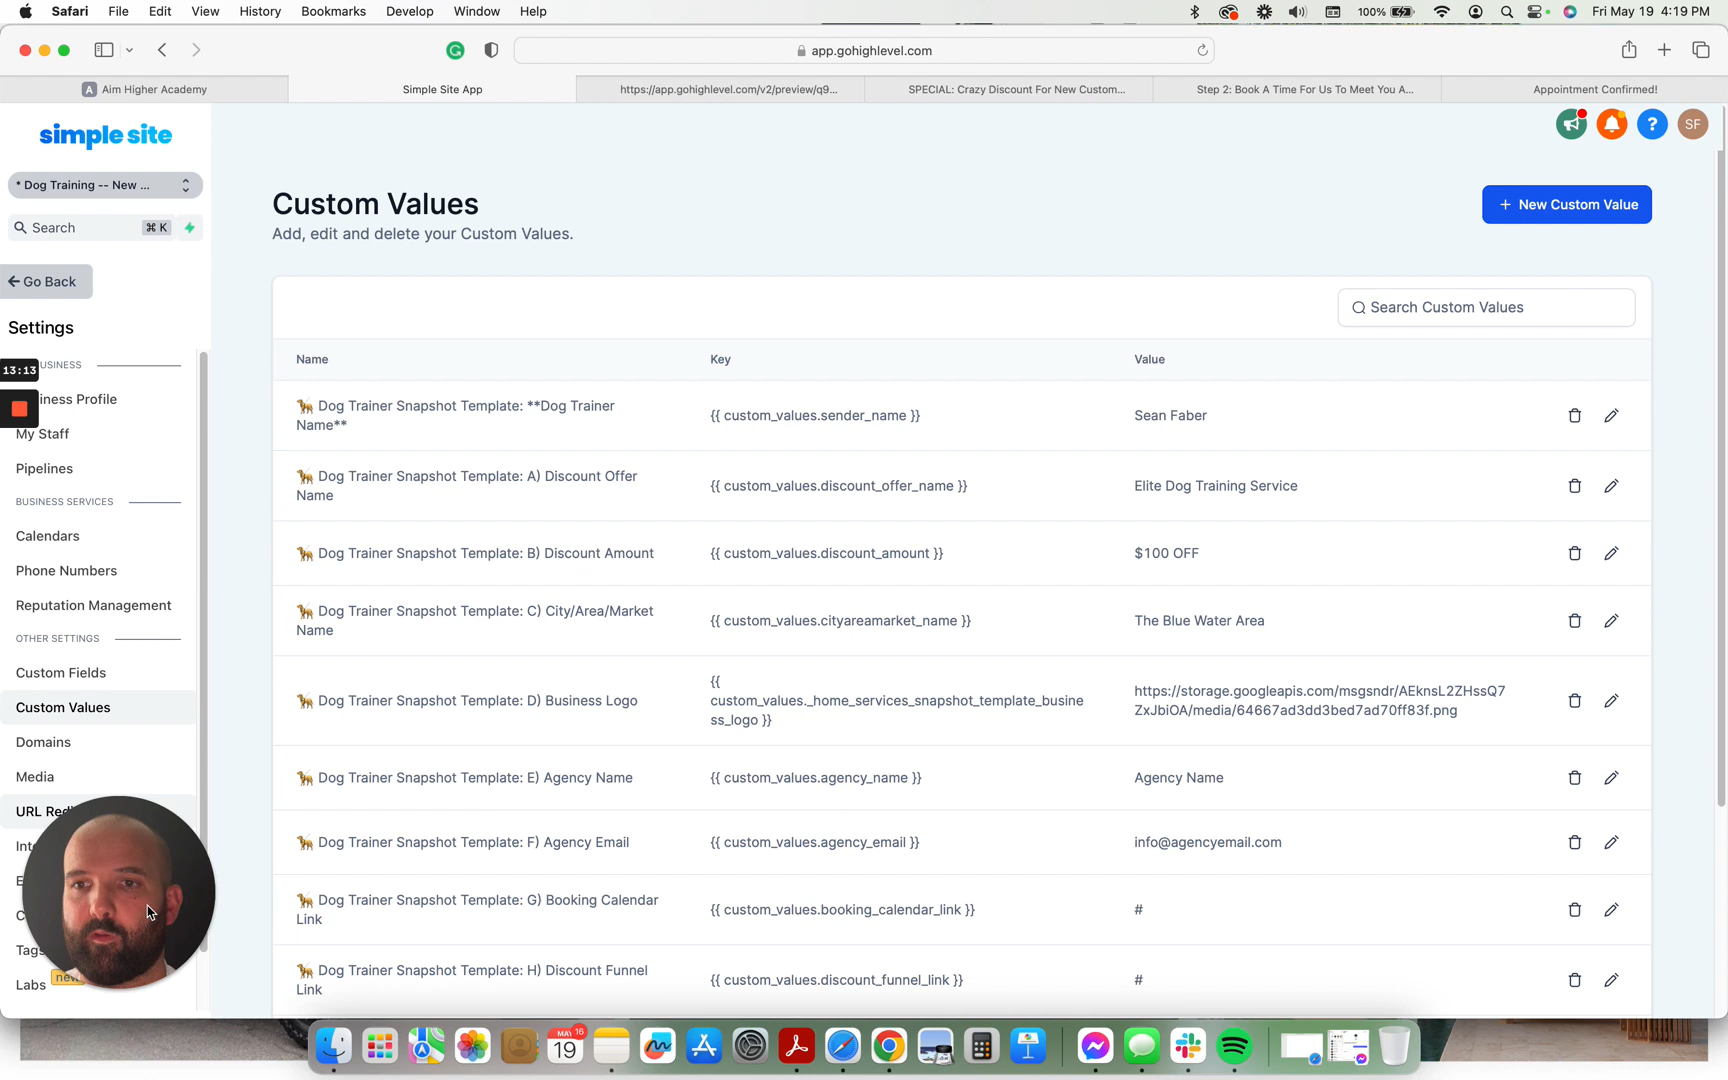 Safari File Edit View History Bookmarks Develop Window Help 100% Fri May 19 4:19 PM
app.gohighlevel.com
A Aim Higher Academy
Simple Site App
https://app.gohighlevel.com/v2/preview/q9...
SPECIAL: Crazy Discount For New Custom...
Step 2: Book A Time For Us To Meet You A...
Appointment Confirmed!
simple site
? SF
* Dog Training -- New ...
Search ⌘ K
Go Back
Settings
13:13 USINESS
iness Profile
My Staff
Pipelines
BUSINESS SERVICES
Calendars
Phone Numbers
Reputation Management
OTHER SETTINGS
Custom Fields
Custom Values
Domains
Media
URL Redi
Int
E
C
Tags
Labs new
Custom Values
Add, edit and delete your Custom Values.
+ New Custom Value
Search Custom Values
Name Key Value
Dog Trainer Snapshot Template: **Dog Trainer
Name**
{{ custom_values.sender_name }}
Sean Faber
Dog Trainer Snapshot Template: A) Discount Offer
Name
{{ custom_values.discount_offer_name }}
Elite Dog Training Service
Dog Trainer Snapshot Template: B) Discount Amount
{{ custom_values.discount_amount }}
$100 OFF
Dog Trainer Snapshot Template: C) City/Area/Market
Name
{{ custom_values.cityareamarket_name }}
The Blue Water Area
Dog Trainer Snapshot Template: D) Business Logo
{{
custom_values._home_services_snapshot_template_busine
ss_logo }}
https://storage.googleapis.com/msgsndr/AEknsL2ZHssQ7
ZxJbiOA/media/64667ad3dd3bed7ad70ff83f.png
Dog Trainer Snapshot Template: E) Agency Name
{{ custom_values.agency_name }}
Agency Name
Dog Trainer Snapshot Template: F) Agency Email
{{ custom_values.agency_email }}
info@agencyemail.com
Dog Trainer Snapshot Template: G) Booking Calendar
Link
{{ custom_values.booking_calendar_link }}
#
Dog Trainer Snapshot Template: H) Discount Funnel
Link
{{ custom_values.discount_funnel_link }}
#
MAY 16
19